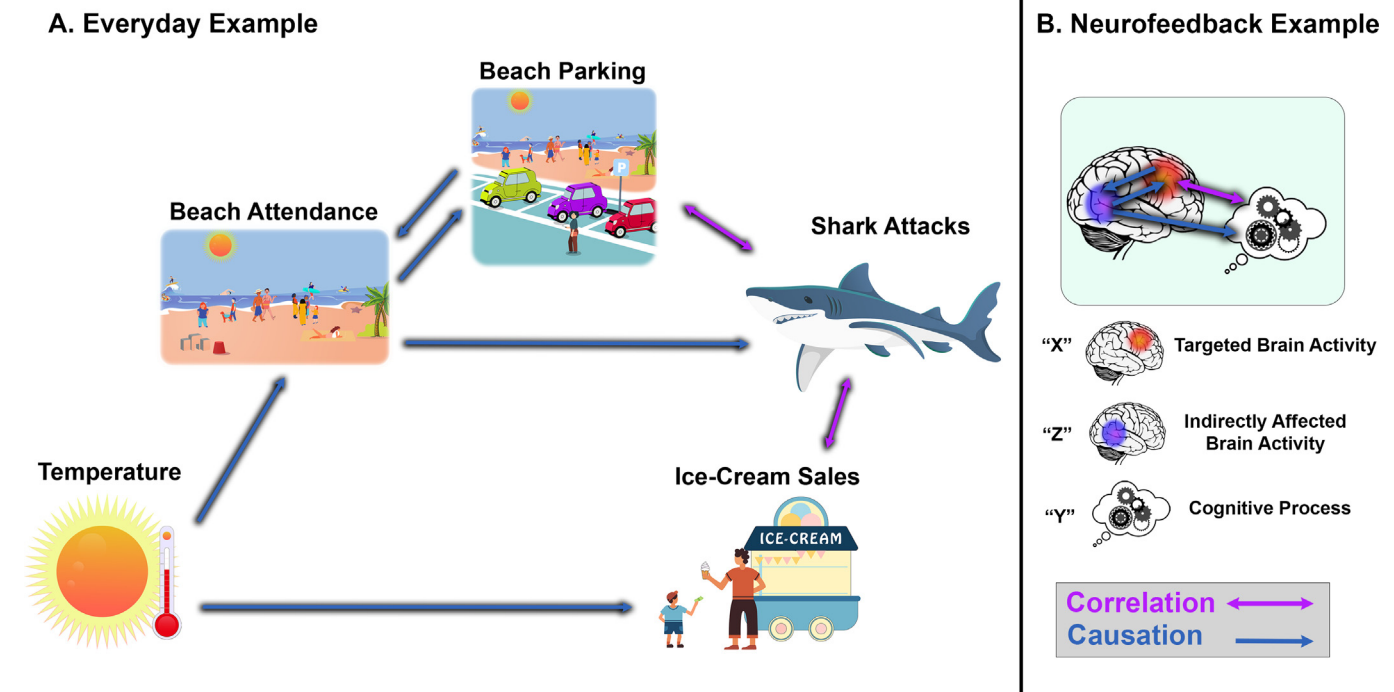 A. Everyday Example
B. Neurofeedback Example
Beach Parking
P
Beach Attendance
Shark Attacks
Temperature
Ice-Cream Sales
ICE-CREAM
“X”
Targeted Brain Activity
“Z”
Indirectly Affected
Brain Activity
“Y”
Cognitive Process
Correlation
Causation